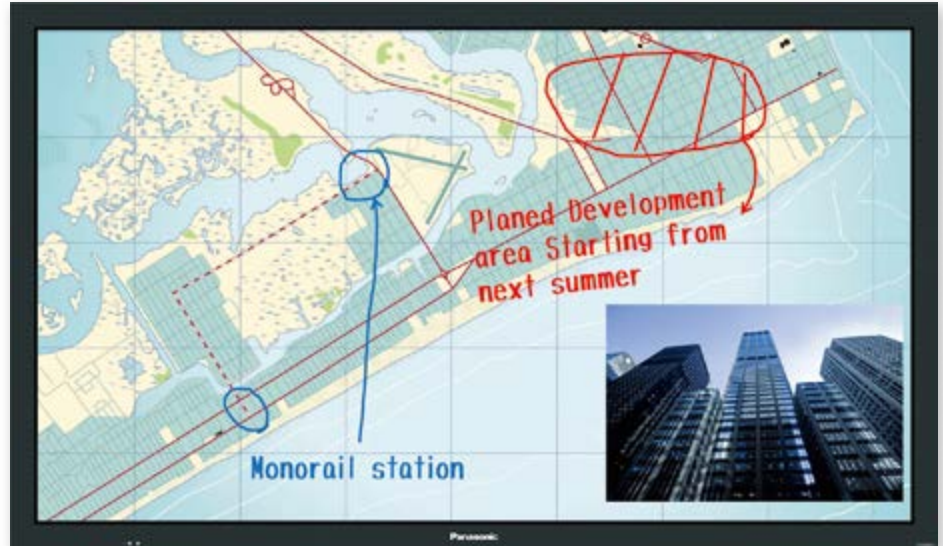 Planed Development
area Starting from
next summer
Monorail station
Panasonic